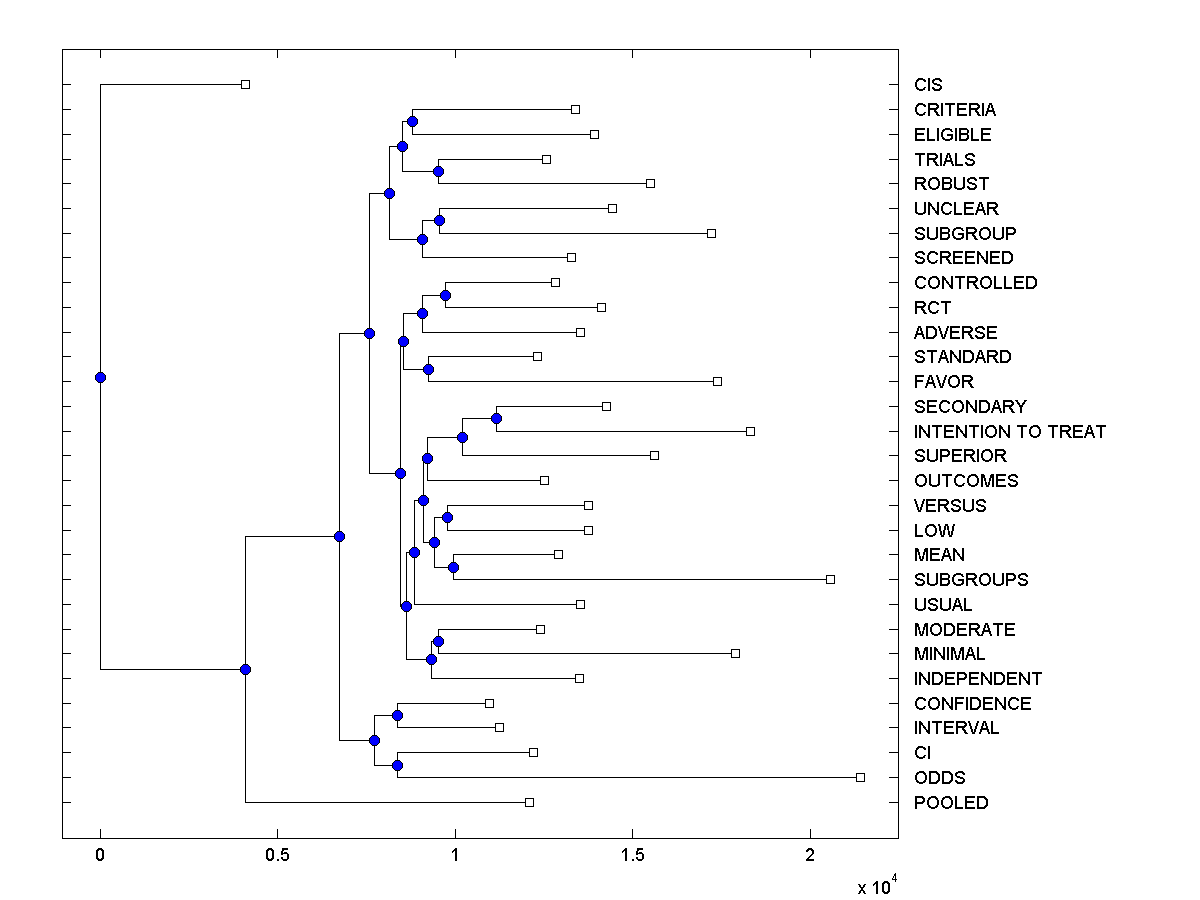 CIS
CRITERIA
ELIGIBLE
TRIALS
ROBUST
UNCLEAR
SUBGROUP
SCREENED
CONTROLLED
RCT
ADVERSE
STANDARD
FAVOR
SECONDARY
INTENTION TO TREAT
SUPERIOR
OUTCOMES
VERSUS
LOW
MEAN
SUBGROUPS
USUAL
MODERATE
MINIMAL
INDEPENDENT
CONFIDENCE
INTERVAL
CI
ODDS
POOLED
0 0.5 1 1.5 2
x 10^4